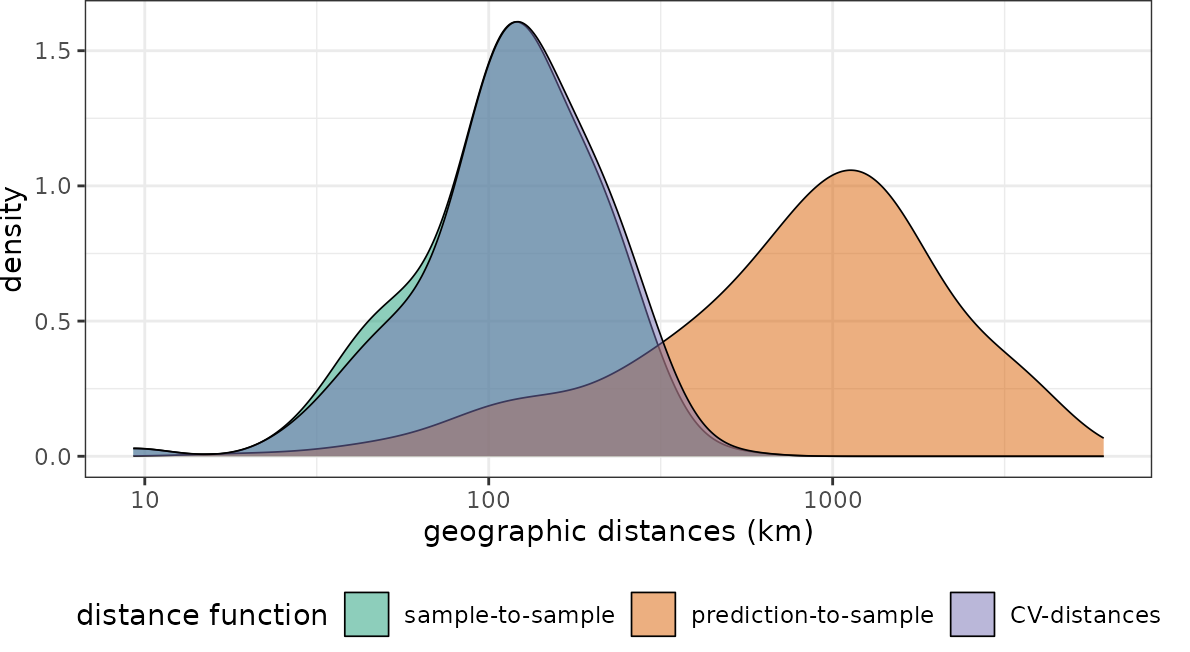 1.5
1.0
0.5
0.0
density
10 100 1000
geographic distances (km)
distance function sample-to-sample prediction-to-sample CV-distances